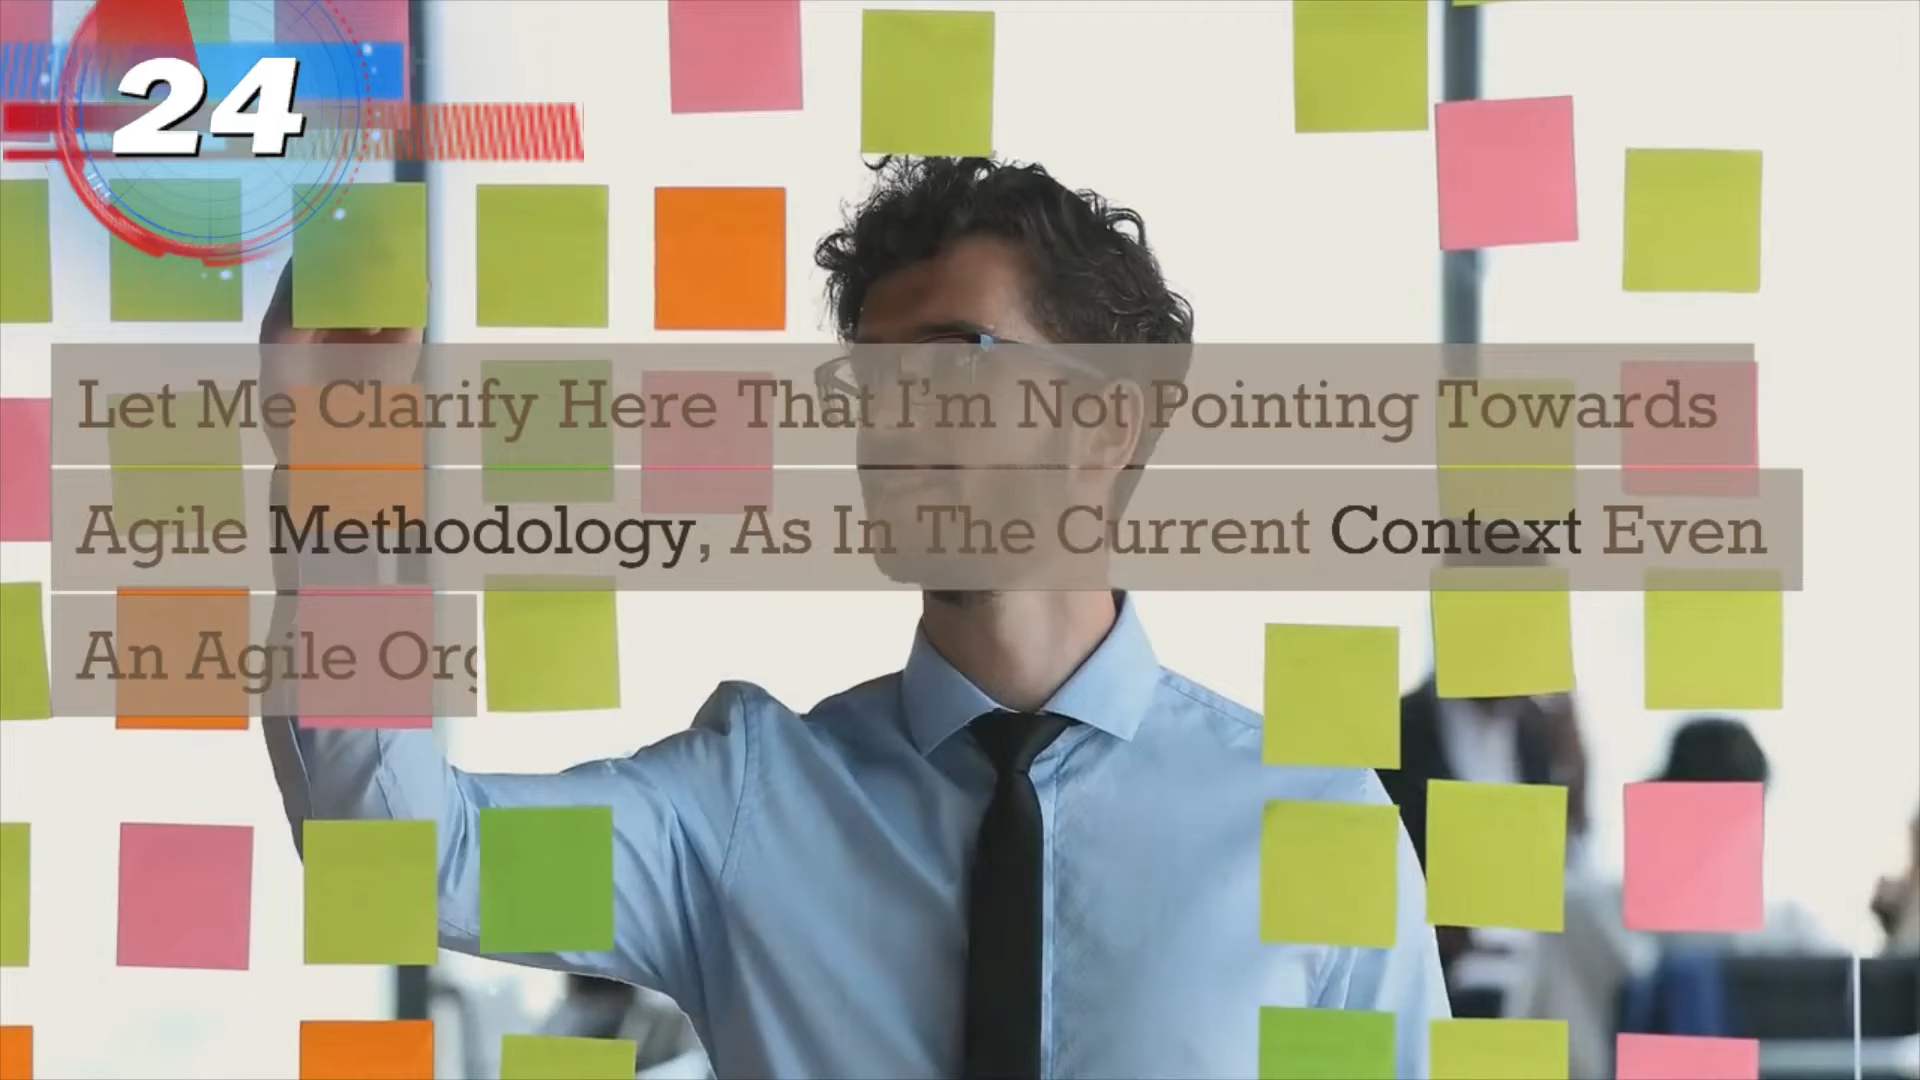 24
Let Me Clarify Here That I’m Not Pointing Towards
Agile Methodology, As In The Current Context Even
An Agile Org